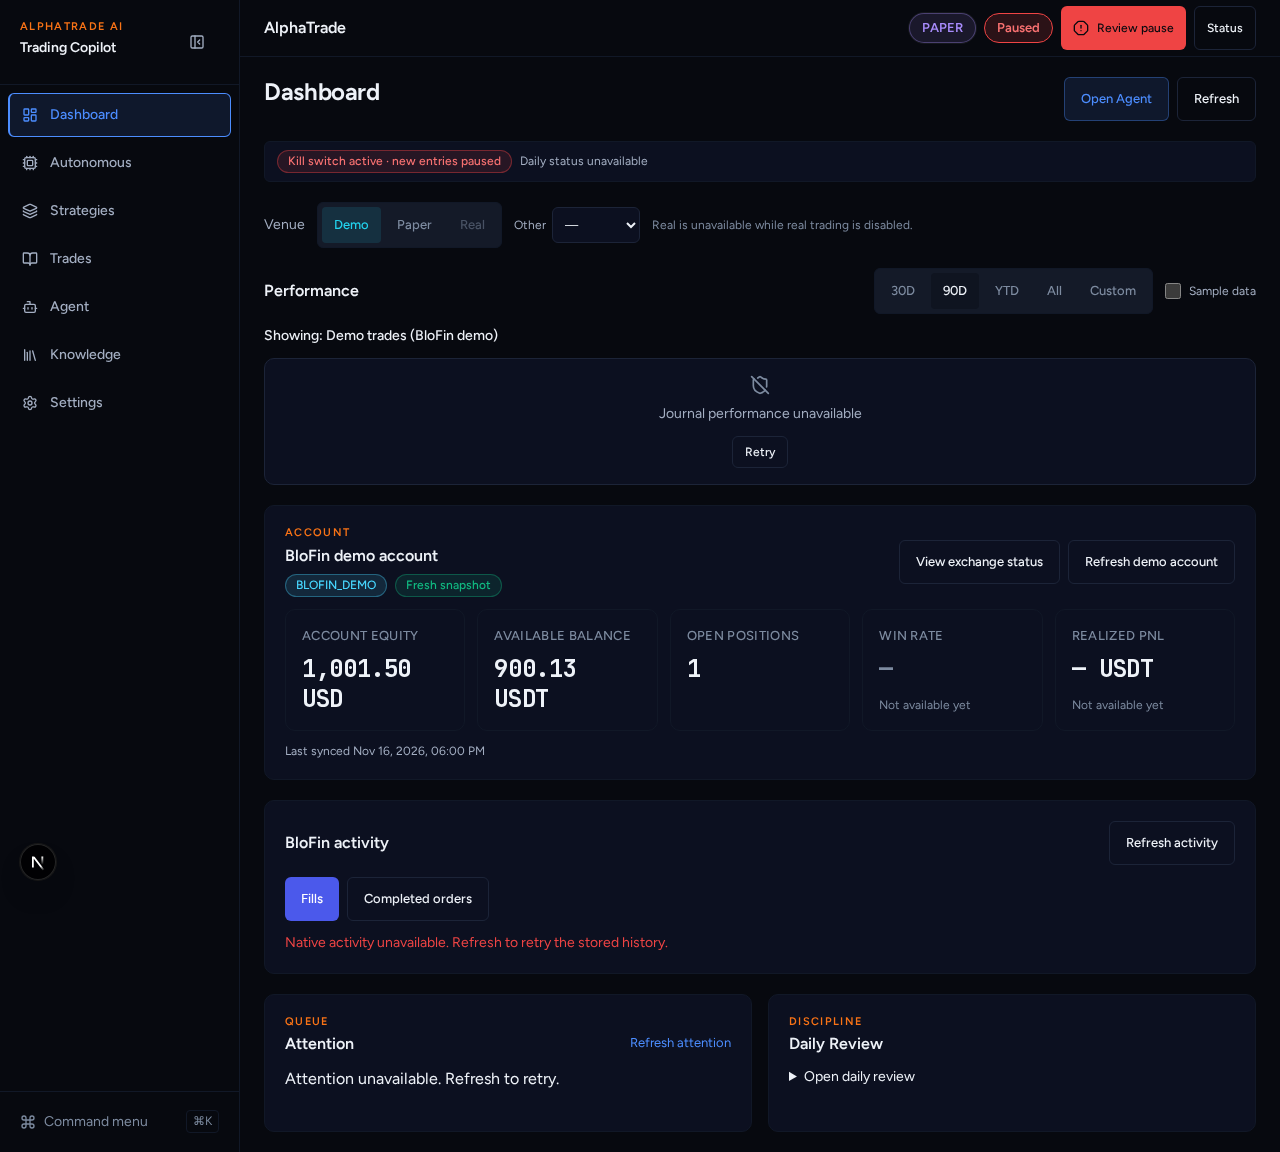 ALPHATRADE AI
Trading Copilot
Dashboard
Autonomous
Strategies
Trades
Agent
Knowledge
Settings
N
Command menu
⌘K
AlphaTrade
PAPER
Paused
Review pause
Status
Dashboard
Open Agent
Refresh
Kill switch active · new entries paused
Daily status unavailable
Venue
Demo
Paper
Real
Other
—
Real is unavailable while real trading is disabled.
Performance
30D
90D
YTD
All
Custom
Sample data
Showing: Demo trades (BloFin demo)
Journal performance unavailable
Retry
ACCOUNT
BloFin demo account
BLOFIN_DEMO
Fresh snapshot
View exchange status
Refresh demo account
ACCOUNT EQUITY
1,001.50
USD
AVAILABLE BALANCE
900.13
USDT
OPEN POSITIONS
1
WIN RATE
—
Not available yet
REALIZED PNL
— USDT
Not available yet
Last synced Nov 16, 2026, 06:00 PM
BloFin activity
Refresh activity
Fills
Completed orders
Native activity unavailable. Refresh to retry the stored history.
QUEUE
Attention
Refresh attention
Attention unavailable. Refresh to retry.
DISCIPLINE
Daily Review
Open daily review